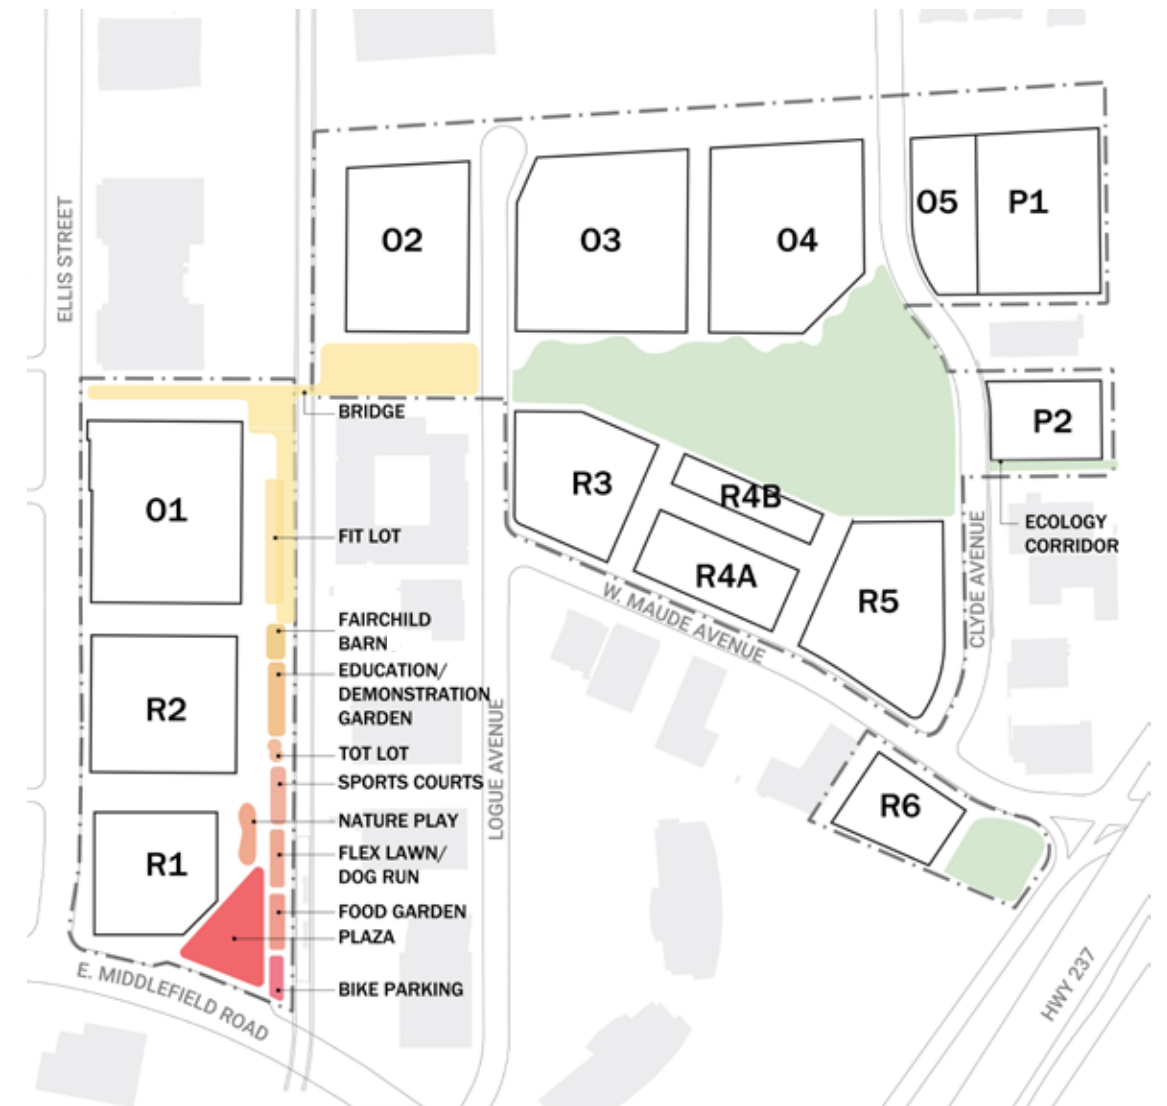 O2
O3
O4
O5
P1
ELLIS STREET
BRIDGE
P2
R3
R4B
O1
FIT LOT
ECOLOGY
CORRIDOR
R4A
R5
CLYDE AVENUE
W. MAUDE AVENUE
FAIRCHILD
BARN
EDUCATION/
DEMONSTRATION
GARDEN
R2
TOT LOT
LOGUE AVENUE
SPORTS COURTS
NATURE PLAY
R6
R1
FLEX LAWN/
DOG RUN
FOOD GARDEN
PLAZA
BIKE PARKING
E. MIDDLEFIELD ROAD
HWY 237